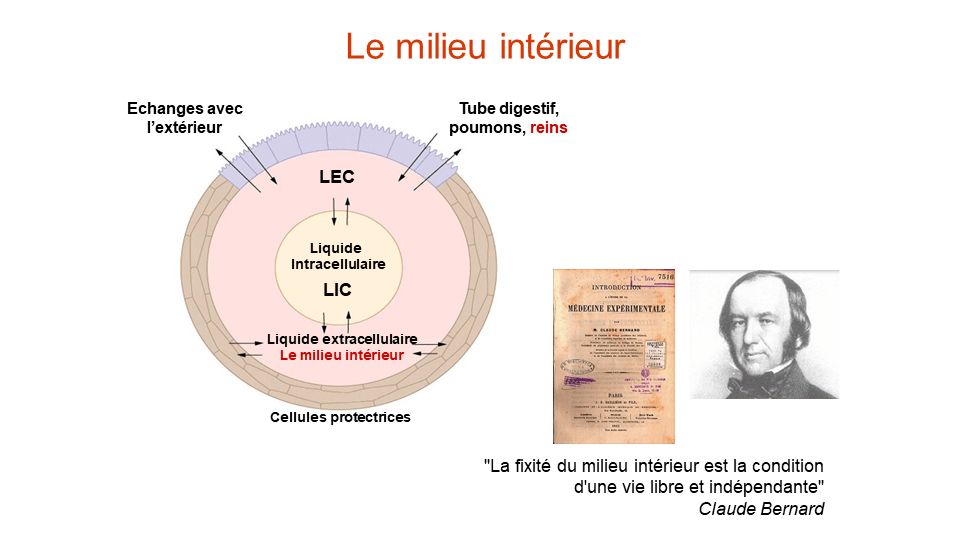 Le milieu intérieur
Echanges avec
l'extérieur
Tube digestif,
poumons, reins
LEC
Liquide
Intracellulaire
LIC
Liquide extracellulaire
Le milieu intérieur
Cellules protectrices
7516
INTRODUCTION
MÉDECINE EXPÉRIMENTALE
M. CLAUDE BERNARD
PARIS
"La fixité du milieu intérieur est la condition
d'une vie libre et indépendante"
Claude Bernard